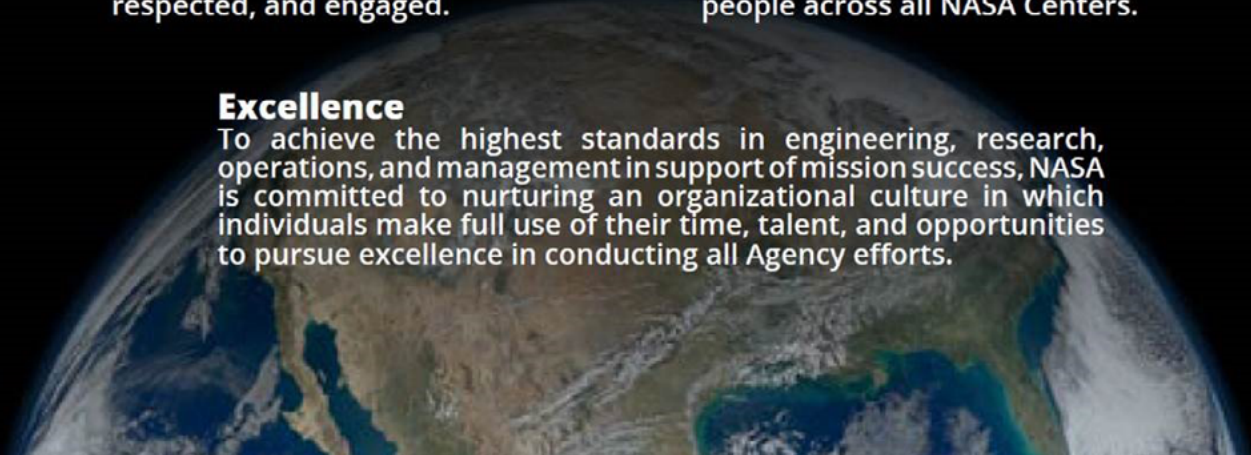 respected, and engaged.
people across all NASA Centers.
Excellence
To achieve the highest standards in engineering, research,
operations, and management in support of mission success, NASA
is committed to nurturing an organizational culture in which
individuals make full use of their time, talent, and opportunities
to pursue excellence in conducting all Agency efforts.